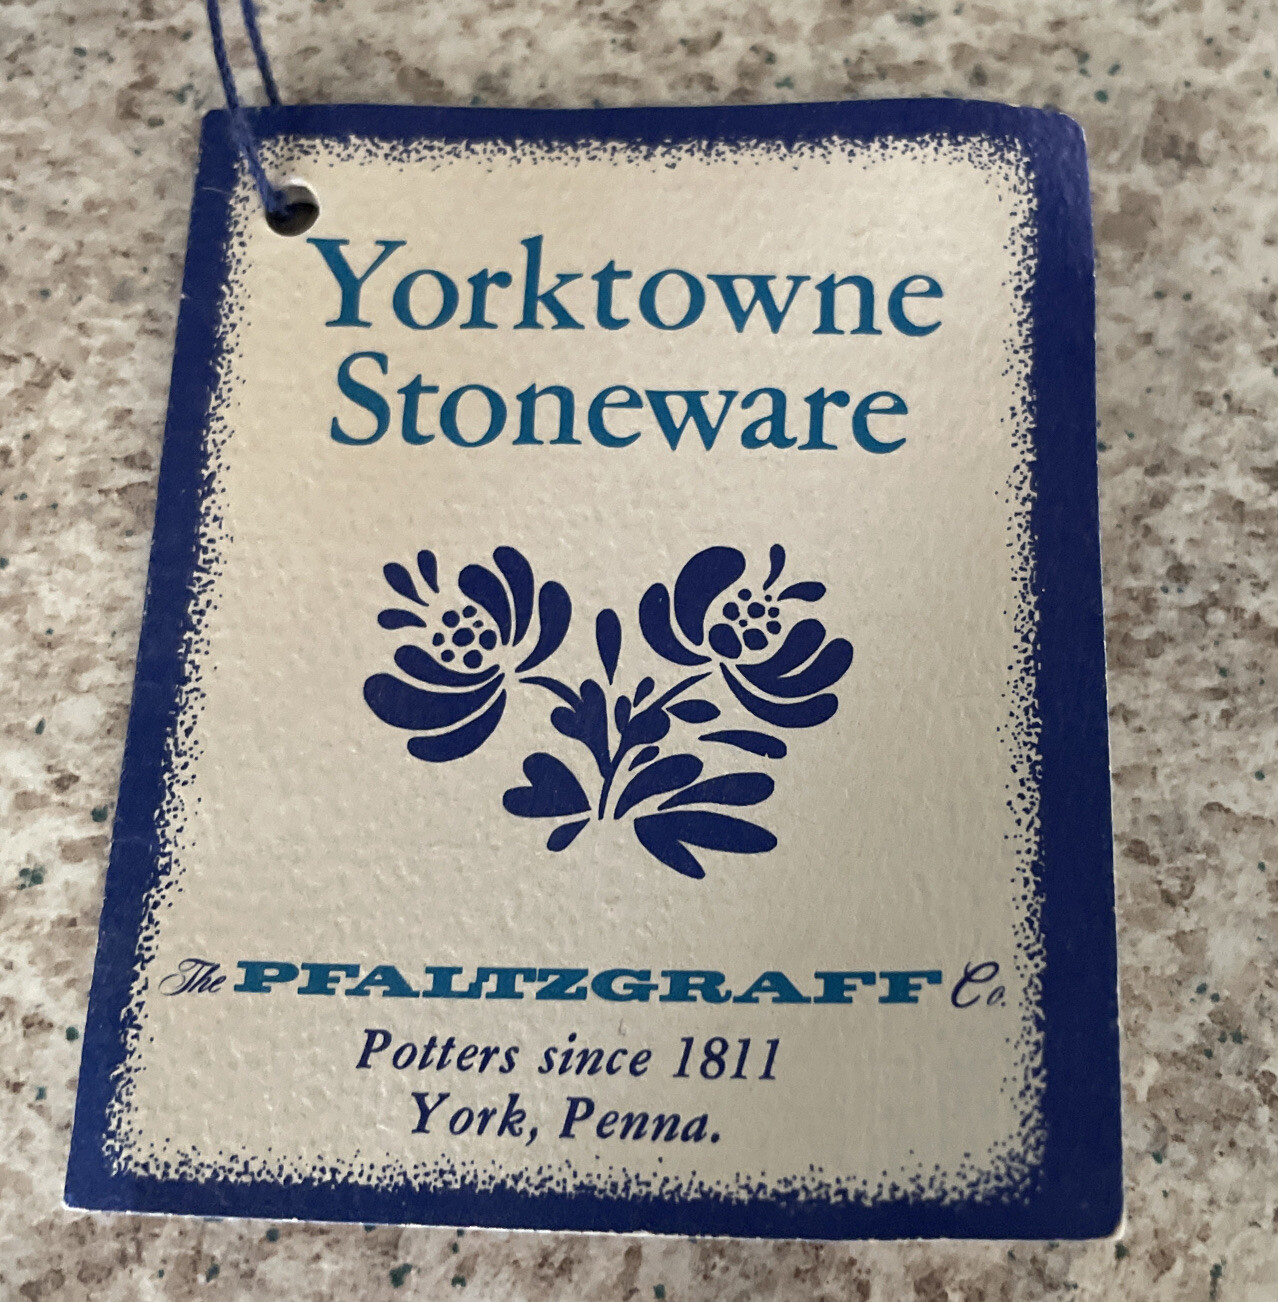 Yorktowne
Stoneware
The PFALTZGRAFF Co.
Potters since 1811
York, Penna.